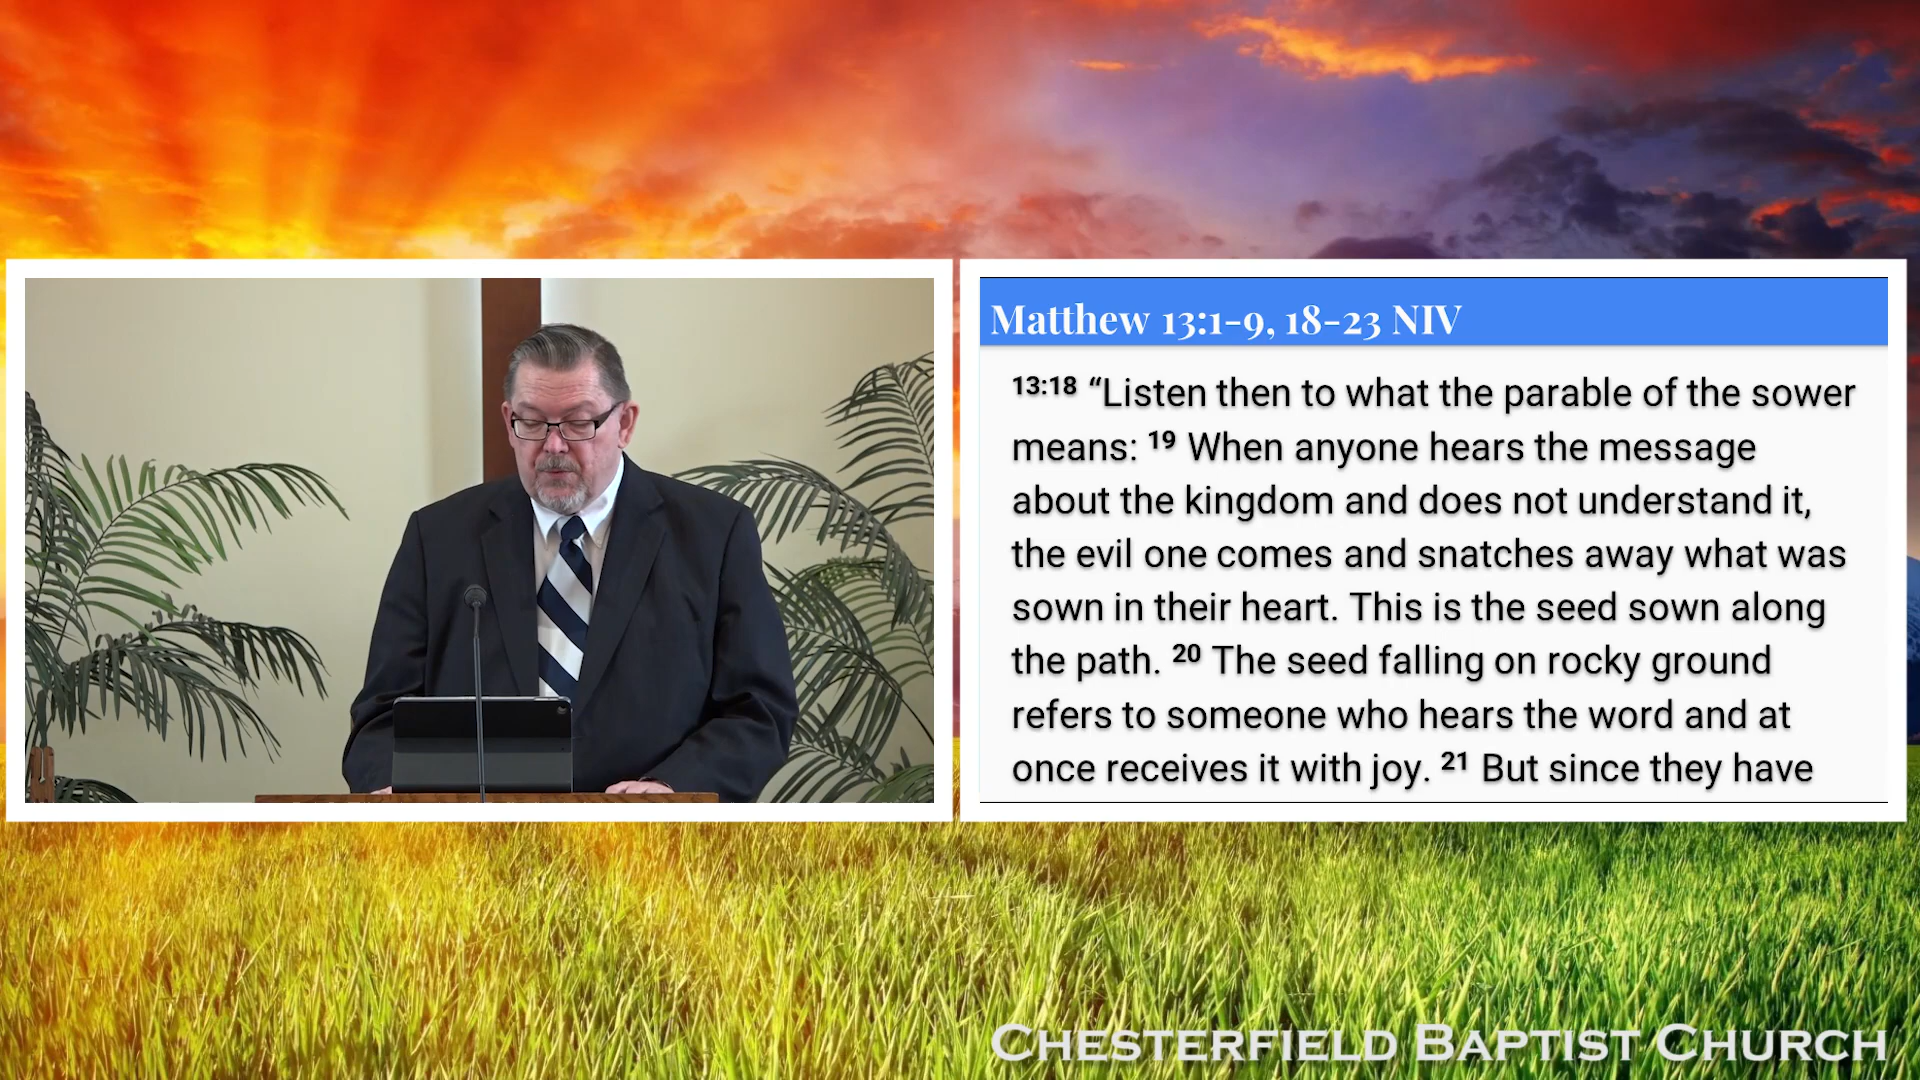 Matthew 13:1-9, 18-23 NIV
13:18 “Listen then to what the parable of the sower
means: 19 When anyone hears the message
about the kingdom and does not understand it,
the evil one comes and snatches away what was
sown in their heart. This is the seed sown along
the path. 20 The seed falling on rocky ground
refers to someone who hears the word and at
once receives it with joy. 21 But since they have
Chesterfield Baptist Church